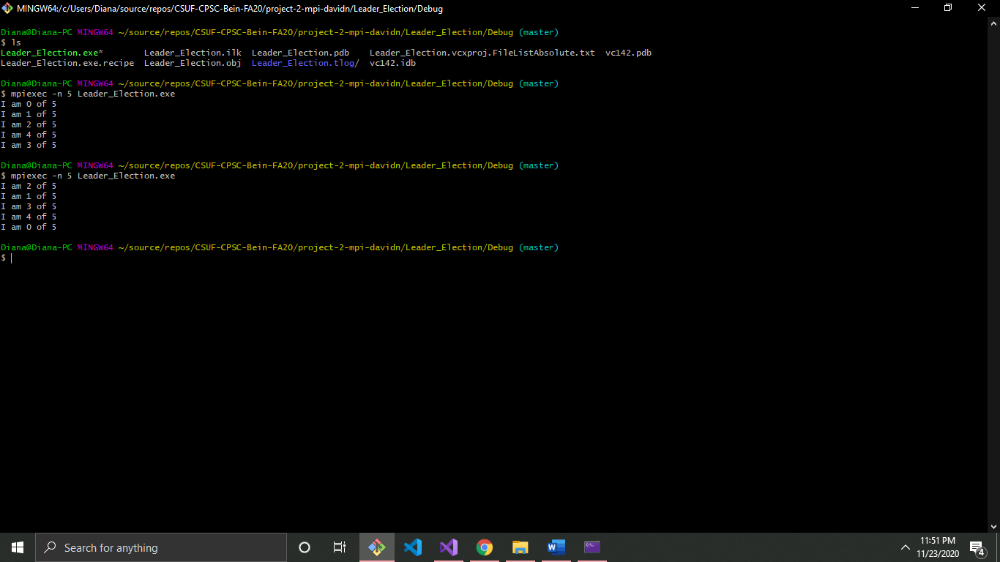 MINGW64:/c/Users/Diana/source/repos/CSUF-CPSC-Bein-FA20/project-2-mpi-davidn/Leader_Election/Debug
Diana@Diana-PC MINGW64 ~/source/repos/CSUF-CPSC-Bein-FA20/project-2-mpi-davidn/Leader_Election/Debug (master)
$ ls
Leader_Election.exe* Leader_Election.ilk Leader_Election.pdb Leader_Election.vcxproj.FileListAbsolute.txt vc142.pdb
Leader_Election.exe.recipe Leader_Election.obj Leader_Election.tlog/ vc142.idb
Diana@Diana-PC MINGW64 ~/source/repos/CSUF-CPSC-Bein-FA20/project-2-mpi-davidn/Leader_Election/Debug (master)
$ mpiexec -n 5 Leader_Election.exe
I am 0 of 5
I am 1 of 5
I am 2 of 5
I am 4 of 5
I am 3 of 5
Diana@Diana-PC MINGW64 ~/source/repos/CSUF-CPSC-Bein-FA20/project-2-mpi-davidn/Leader_Election/Debug (master)
$ mpiexec -n 5 Leader_Election.exe
I am 2 of 5
I am 1 of 5
I am 3 of 5
I am 4 of 5
I am 0 of 5
Diana@Diana-PC MINGW64 ~/source/repos/CSUF-CPSC-Bein-FA20/project-2-mpi-davidn/Leader_Election/Debug (master)
$
Search for anything
11:51 PM
11/23/2020
4